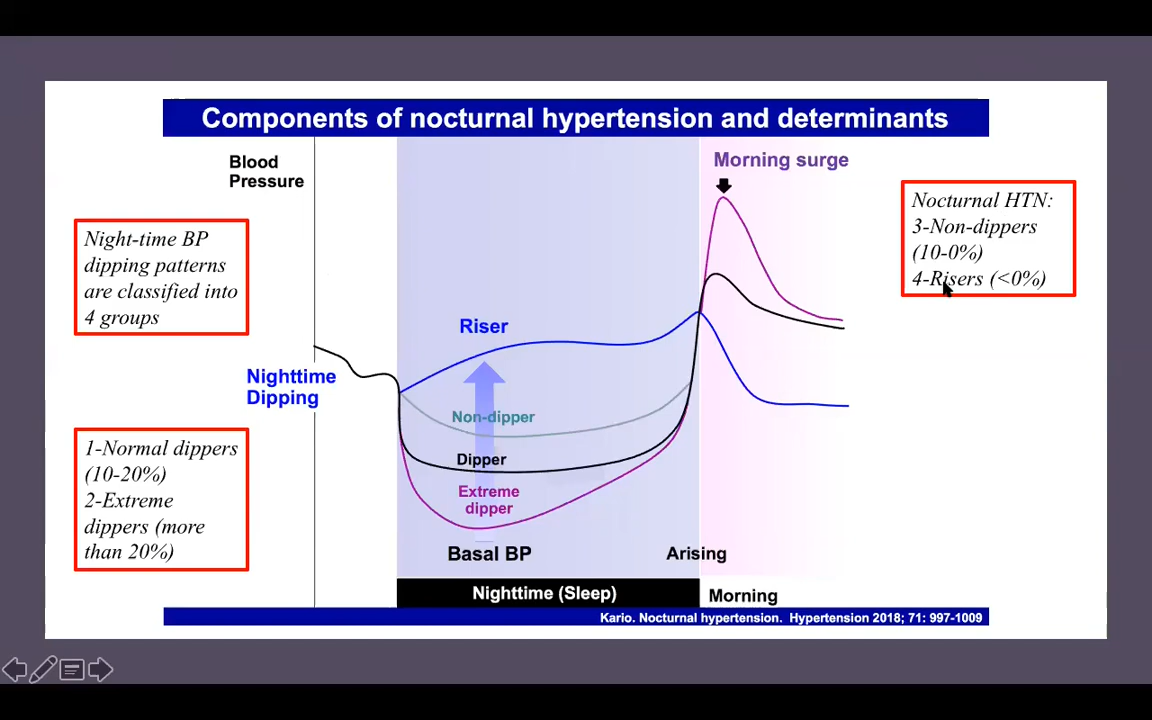 Components of nocturnal hypertension and determinants
Blood
Pressure
Morning surge
Night-time BP
dipping patterns
are classified into
4 groups
Nocturnal HTN:
3-Non-dippers
(10-0%)
4-Risers (<0%)
Riser
Nighttime
Dipping
Non-dipper
Dipper
Extreme
dipper
1-Normal dippers
(10-20%)
2-Extreme
dippers (more
than 20%)
Basal BP
Arising
Nighttime (Sleep)
Morning
Kario. Nocturnal hypertension. Hypertension 2018; 71: 997-1009